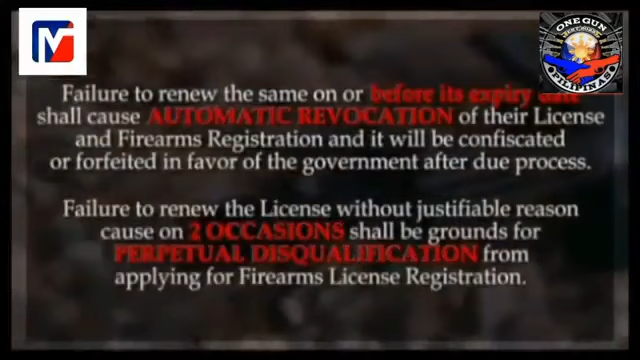 M
ONE GUN
PILIPINAS
Failure to renew the same on or before its expiry date
shall cause AUTOMATIC REVOCATION of their License
and Firearms Registration and it will be confiscated
or forfeited in favor of the government after due process.
Failure to renew the License without justifiable reason
cause on 2 OCCASIONS shall be grounds for
PERPETUAL DISQUALIFICATION from
applying for Firearms License Registration.